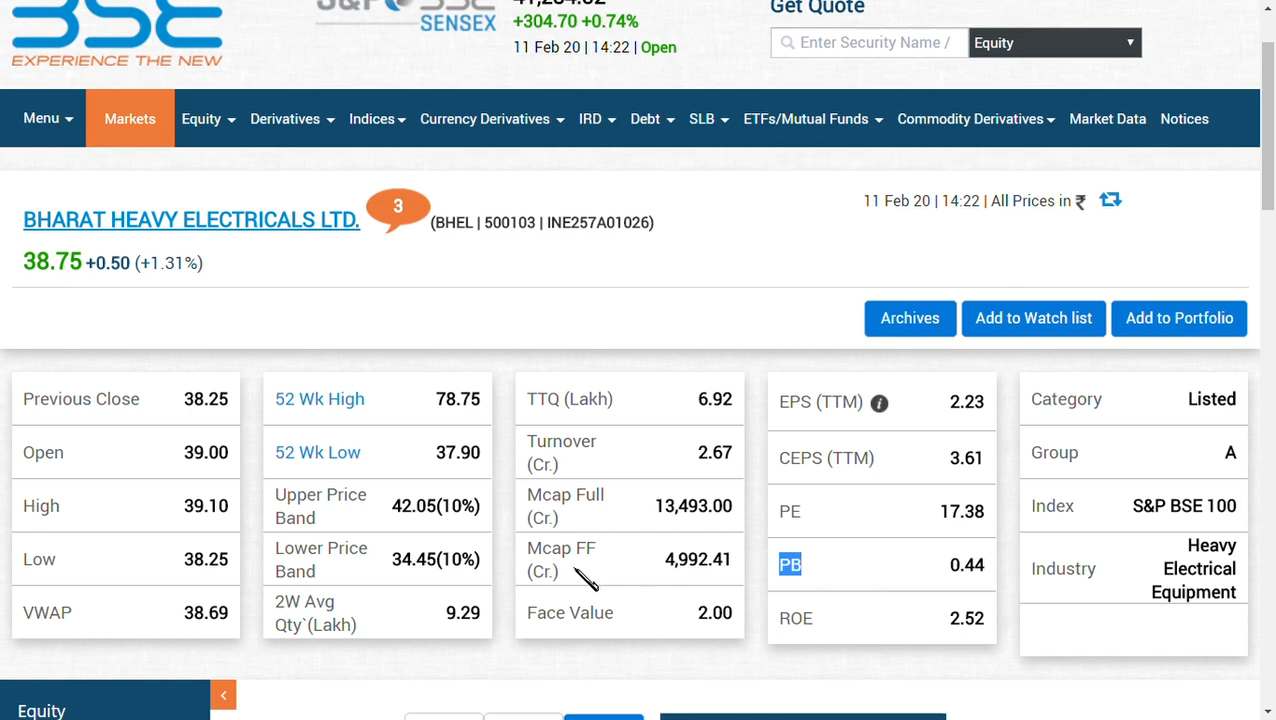 BSE
EXPERIENCE THE NEW
S&P BSE
SENSEX
+304.70 +0.74%
11 Feb 20 | 14:22 | Open
Get Quote
Enter Security Name /
Equity
Menu
Markets
Equity
Derivatives
Indices
Currency Derivatives
IRD
Debt
SLB
ETFs/Mutual Funds
Commodity Derivatives
Market Data
Notices
BHARAT HEAVY ELECTRICALS LTD.
3
(BHEL | 500103 | INE257A01026)
11 Feb 20 | 14:22 | All Prices in ₹
38.75 +0.50 (+1.31%)
Archives
Add to Watch list
Add to Portfolio
Previous Close 38.25
Open 39.00
High 39.10
Low 38.25
VWAP 38.69
52 Wk High 78.75
52 Wk Low 37.90
Upper Price
Band 42.05(10%)
Lower Price
Band 34.45(10%)
2W Avg
Qty`(Lakh) 9.29
TTQ (Lakh) 6.92
Turnover
(Cr.) 2.67
Mcap Full
(Cr.) 13,493.00
Mcap FF
(Cr.) 4,992.41
Face Value 2.00
EPS (TTM) 2.23
CEPS (TTM) 3.61
PE 17.38
PB 0.44
ROE 2.52
Category Listed
Group A
Index S&P BSE 100
Industry Heavy
Electrical
Equipment
Equity